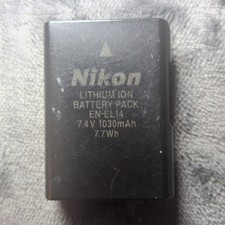 Nikon
LITHIUM ION
BATTERY PACK
EN-EL14
7.4V 1030mAh
7.7Wh